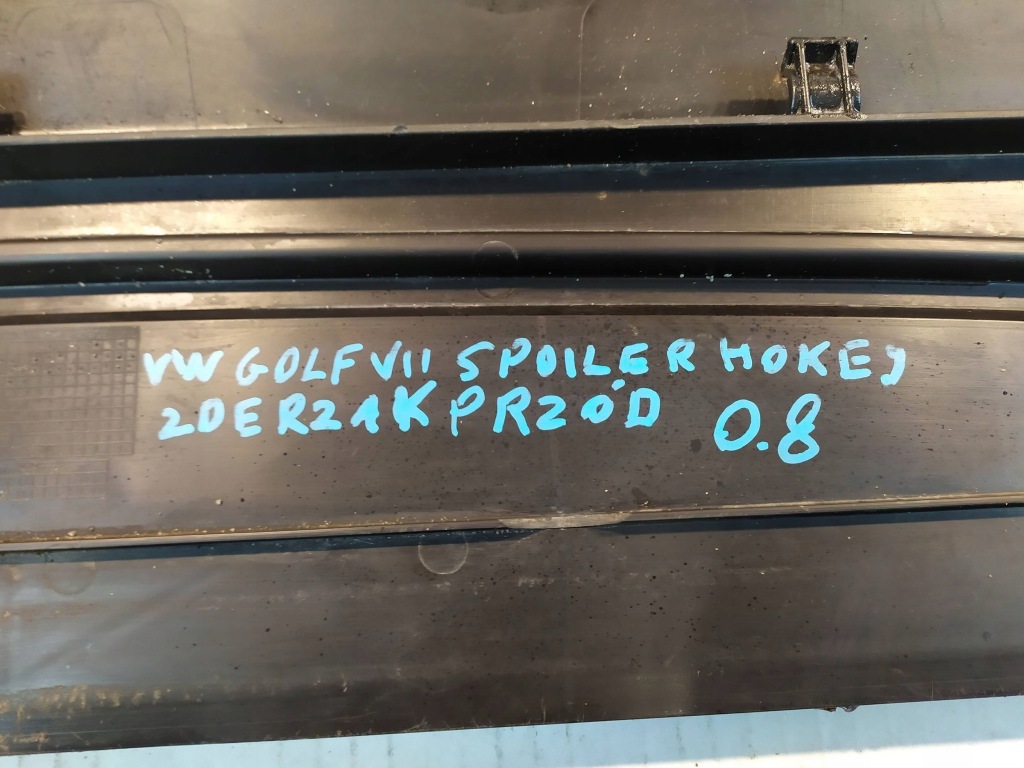 VW GOLF VII SPOILER HOKEJ
ZDERZAK PRZÓD 0.8